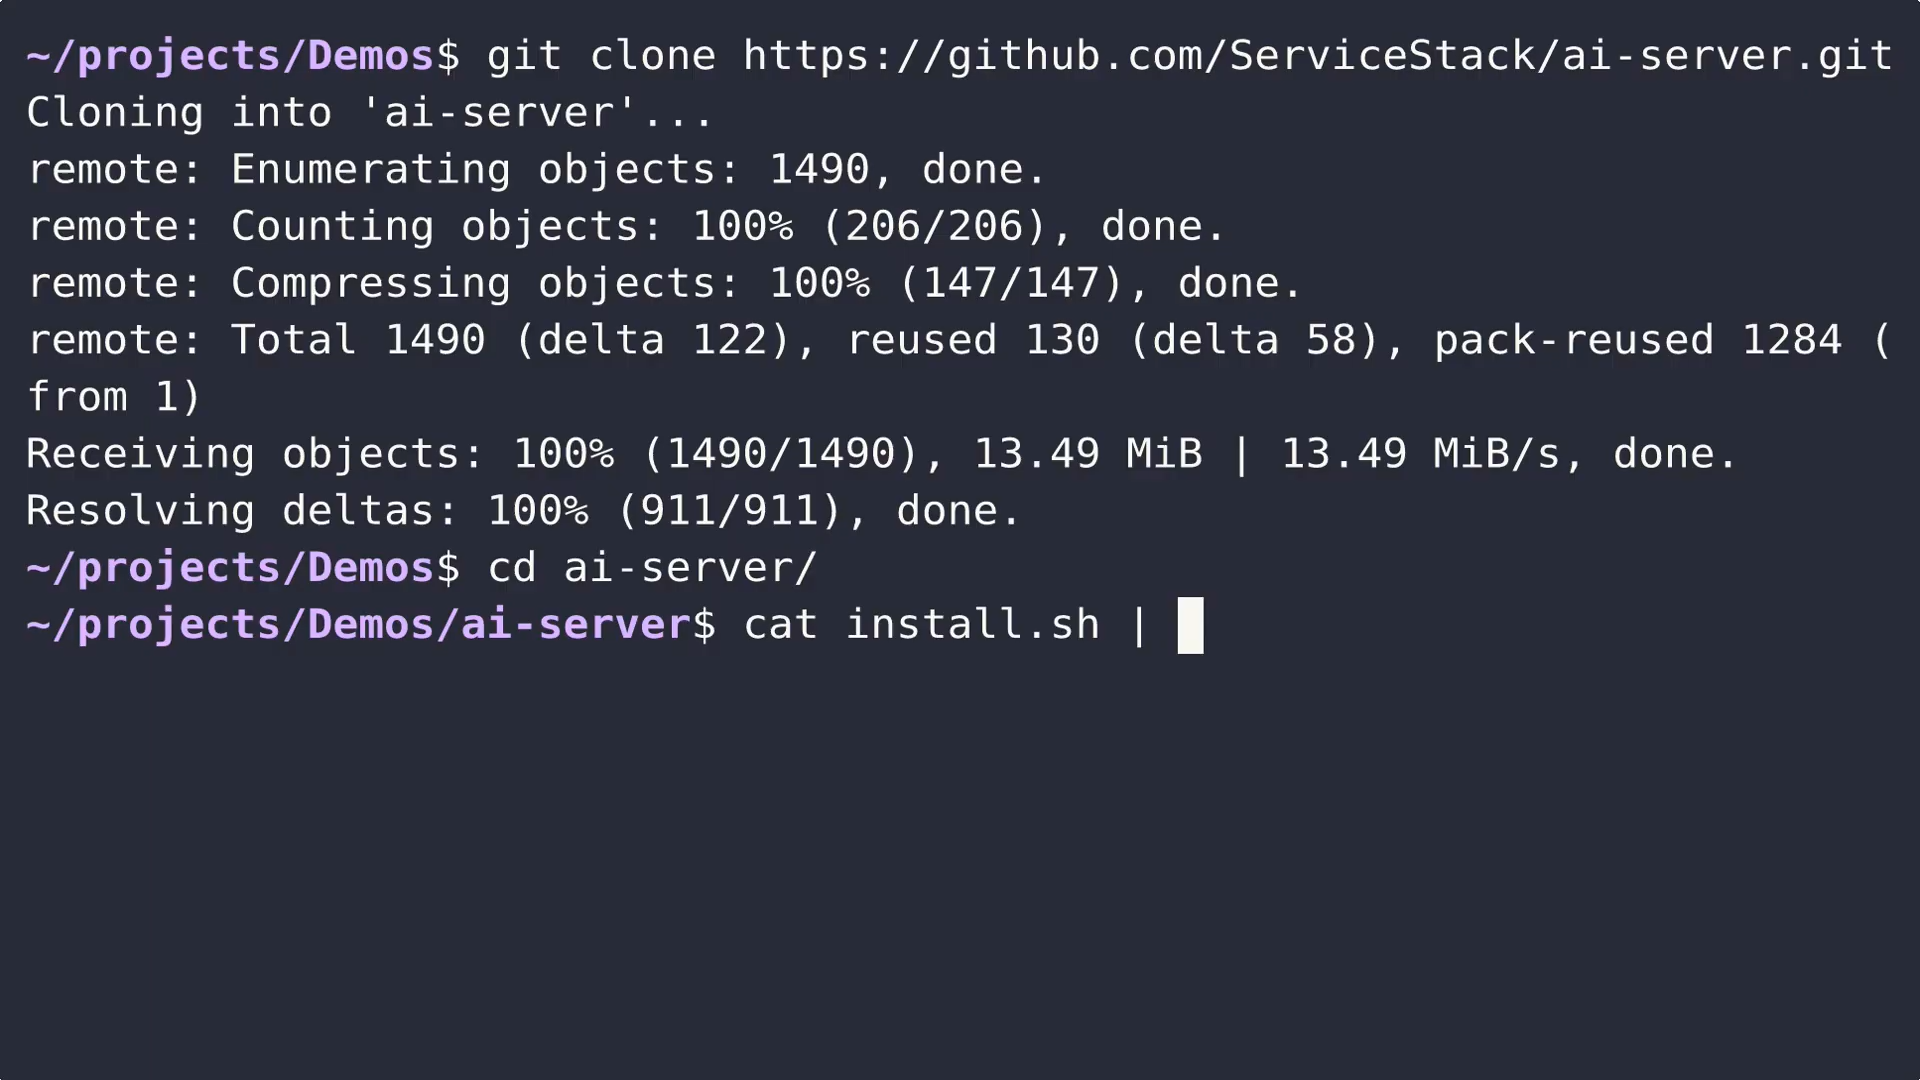 ~/projects/Demos$ git clone https://github.com/ServiceStack/ai-server.git
Cloning into 'ai-server'...
remote: Enumerating objects: 1490, done.
remote: Counting objects: 100% (206/206), done.
remote: Compressing objects: 100% (147/147), done.
remote: Total 1490 (delta 122), reused 130 (delta 58), pack-reused 1284 (
from 1)
Receiving objects: 100% (1490/1490), 13.49 MiB | 13.49 MiB/s, done.
Resolving deltas: 100% (911/911), done.
~/projects/Demos$ cd ai-server/
~/projects/Demos/ai-server$ cat install.sh |